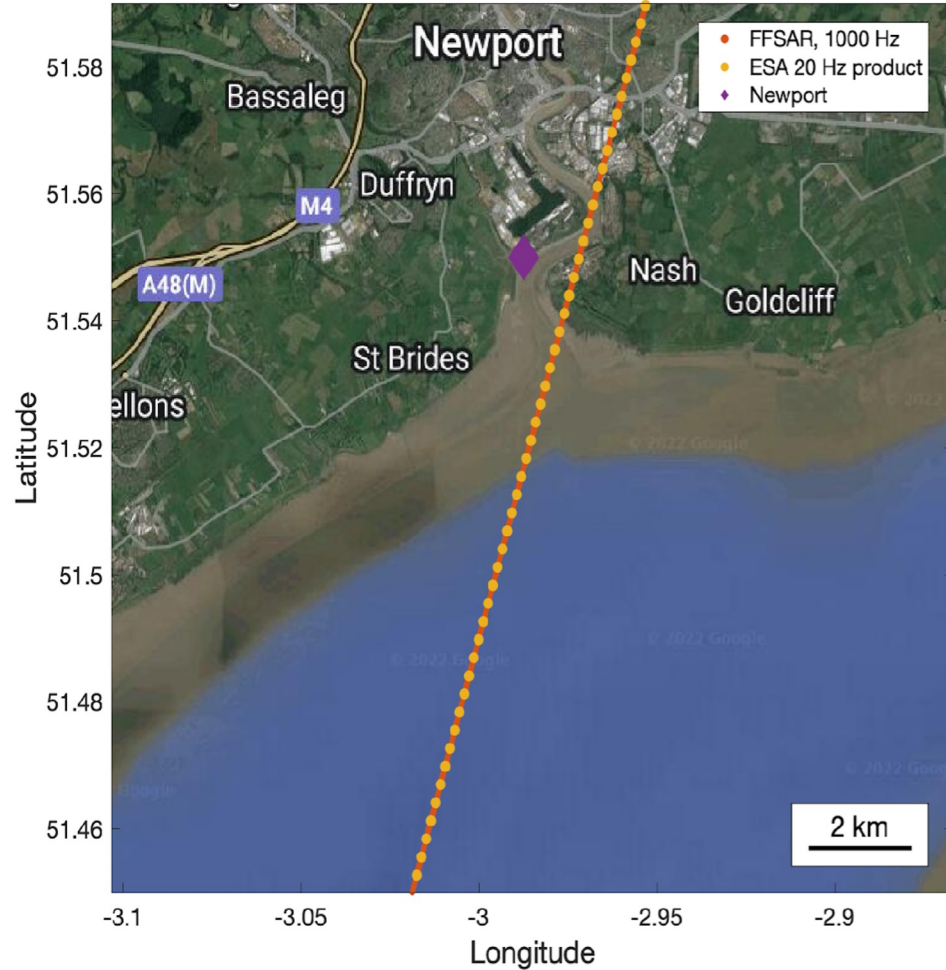 Newport
Bassaleg
Duffryn
M4
A48(M)
Nash
Goldcliff
St Brides
ellons
© 2022 Google
© 2022 Google
© 2022 Google
Google
FFSAR, 1000 Hz
ESA 20 Hz product
Newport
2 km
51.58
51.56
51.54
51.52
51.5
51.48
51.46
Latitude
-3.1
-3.05
-3
-2.95
-2.9
Longitude